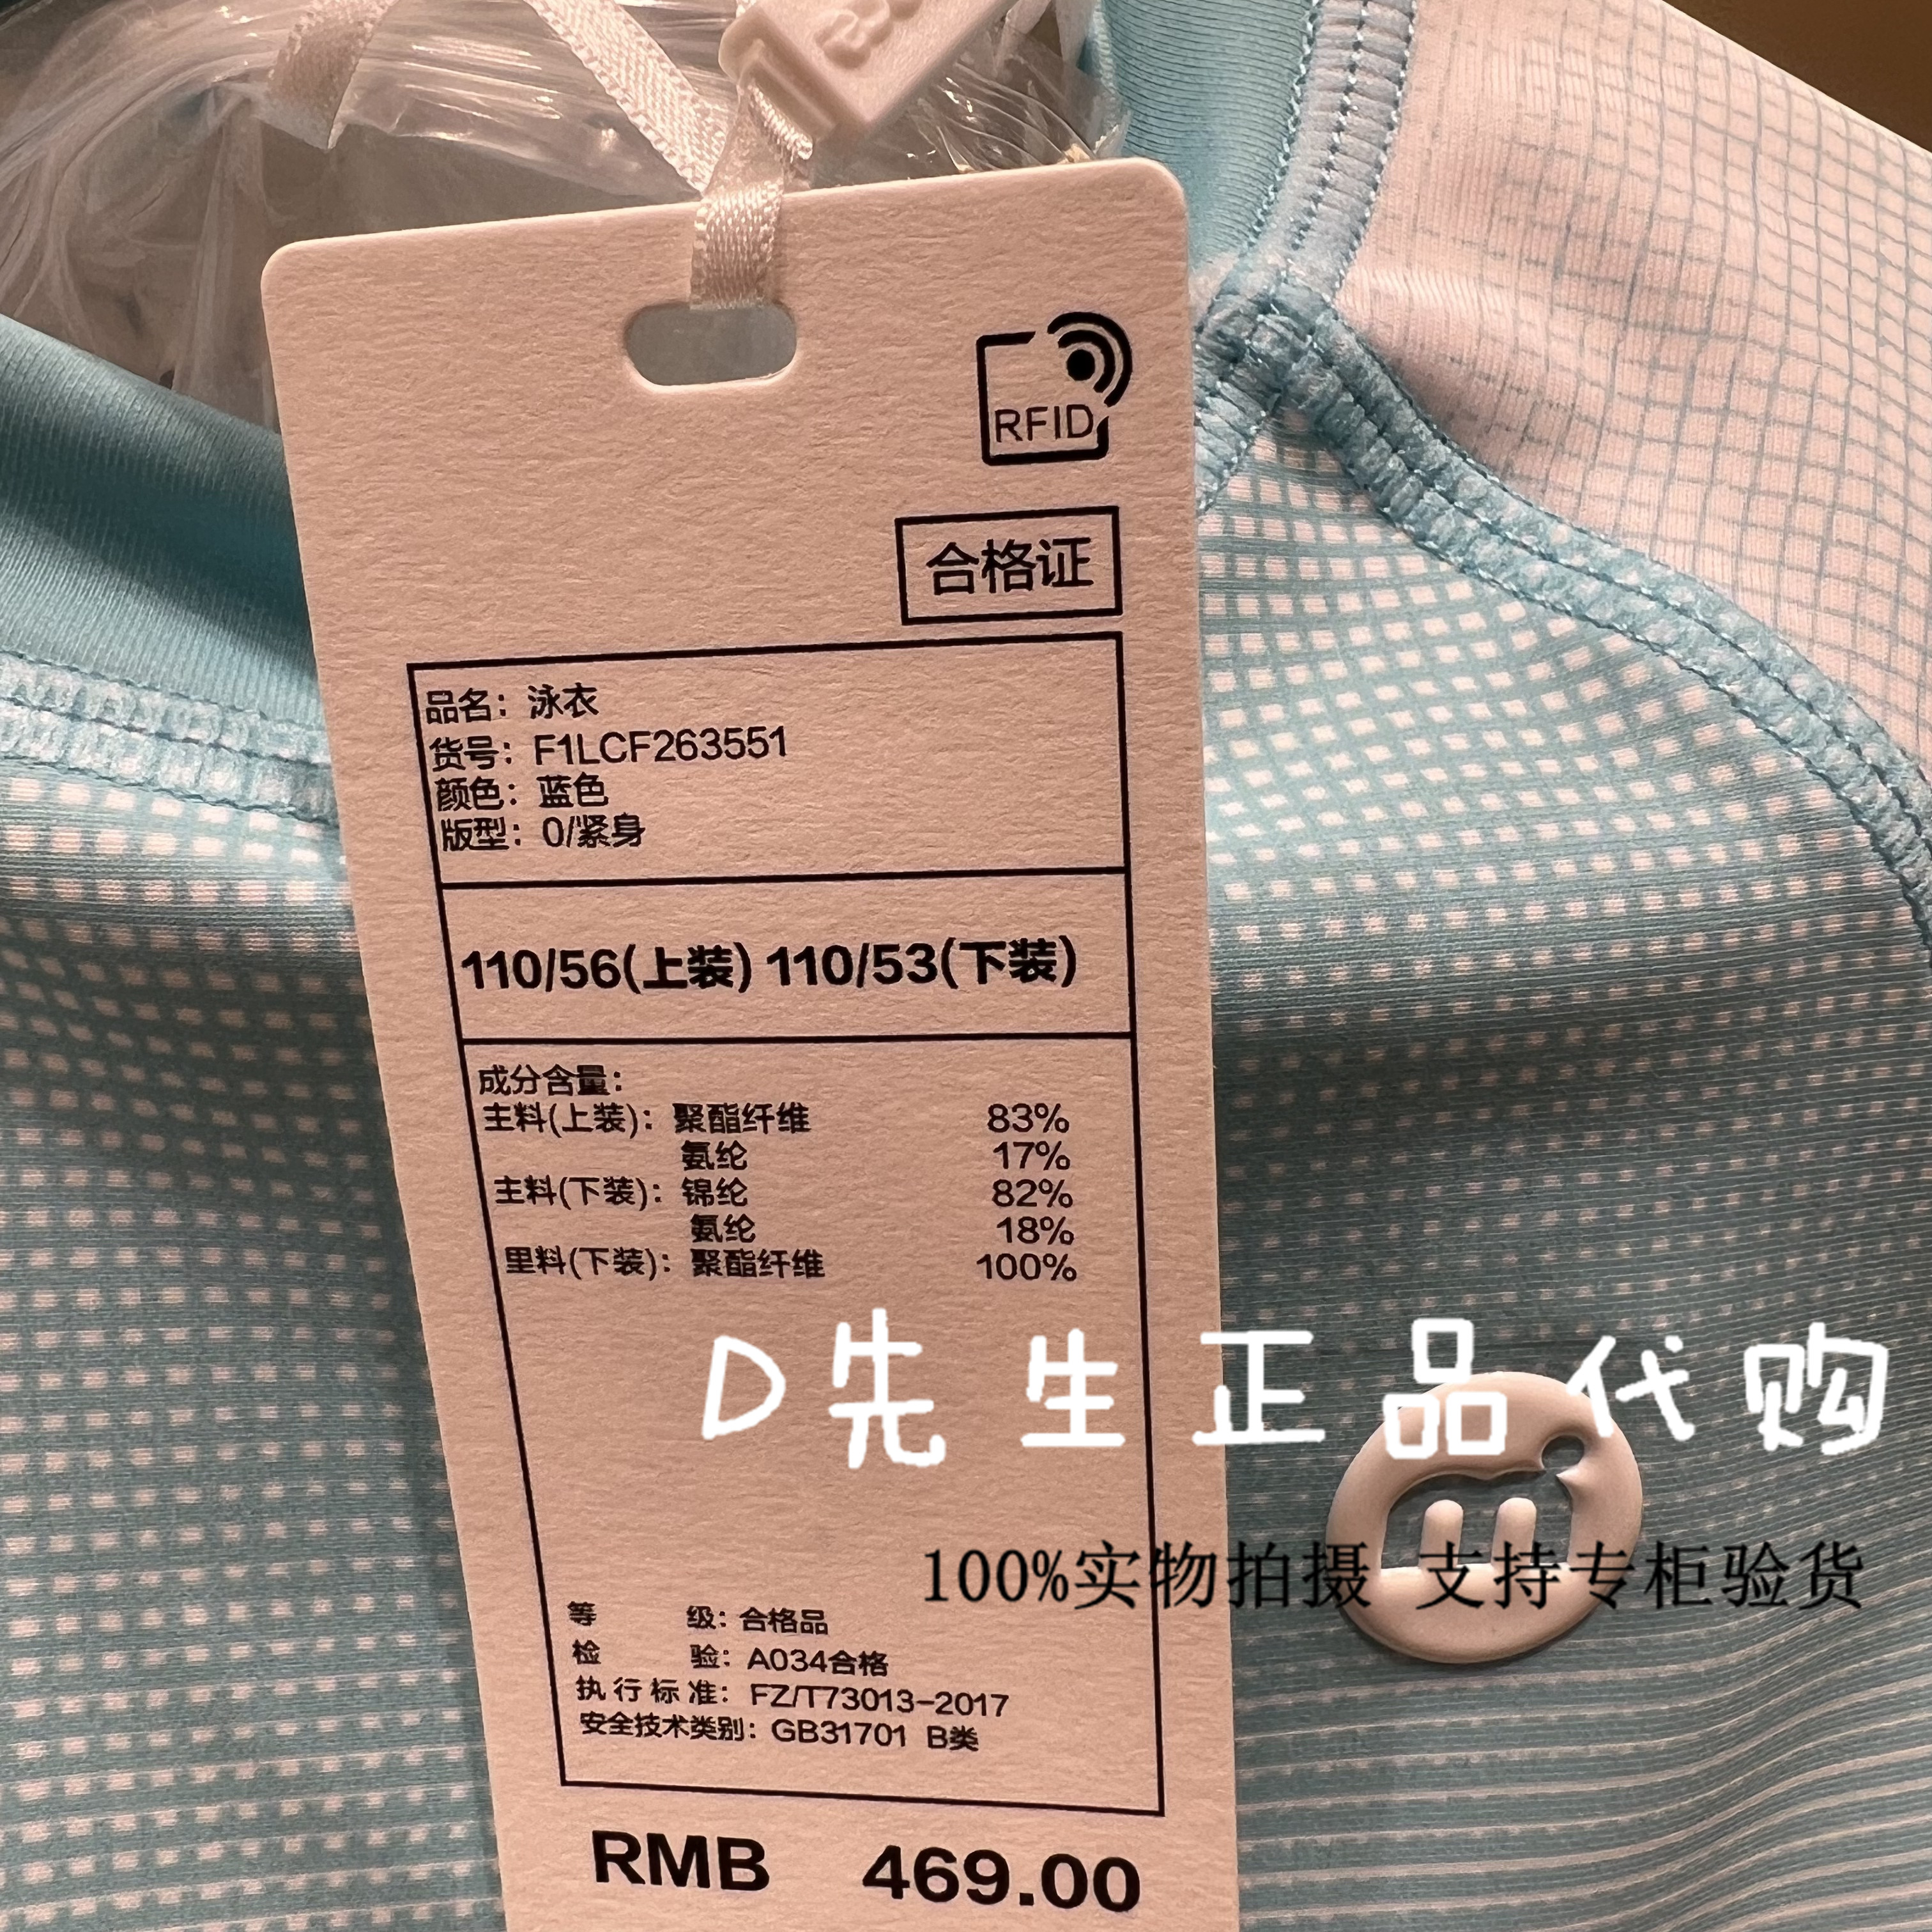 RFID
合格证
品名：泳衣
货号：F1LCF263551
颜色：蓝色
版型：0/紧身
110/56(上装) 110/53(下装)
成分含量：
主料(上装)：聚酯纤维 83%
氨纶 17%
主料(下装)：锦纶 82%
氨纶 18%
里料(下装)：聚酯纤维 100%
D先生正品代购
100%实物拍摄 支持专柜验货
等 级：合格品
检 验：A034合格
执行标准：FZ/T73013-2017
安全技术类别：GB31701 B类
RMB 469.00